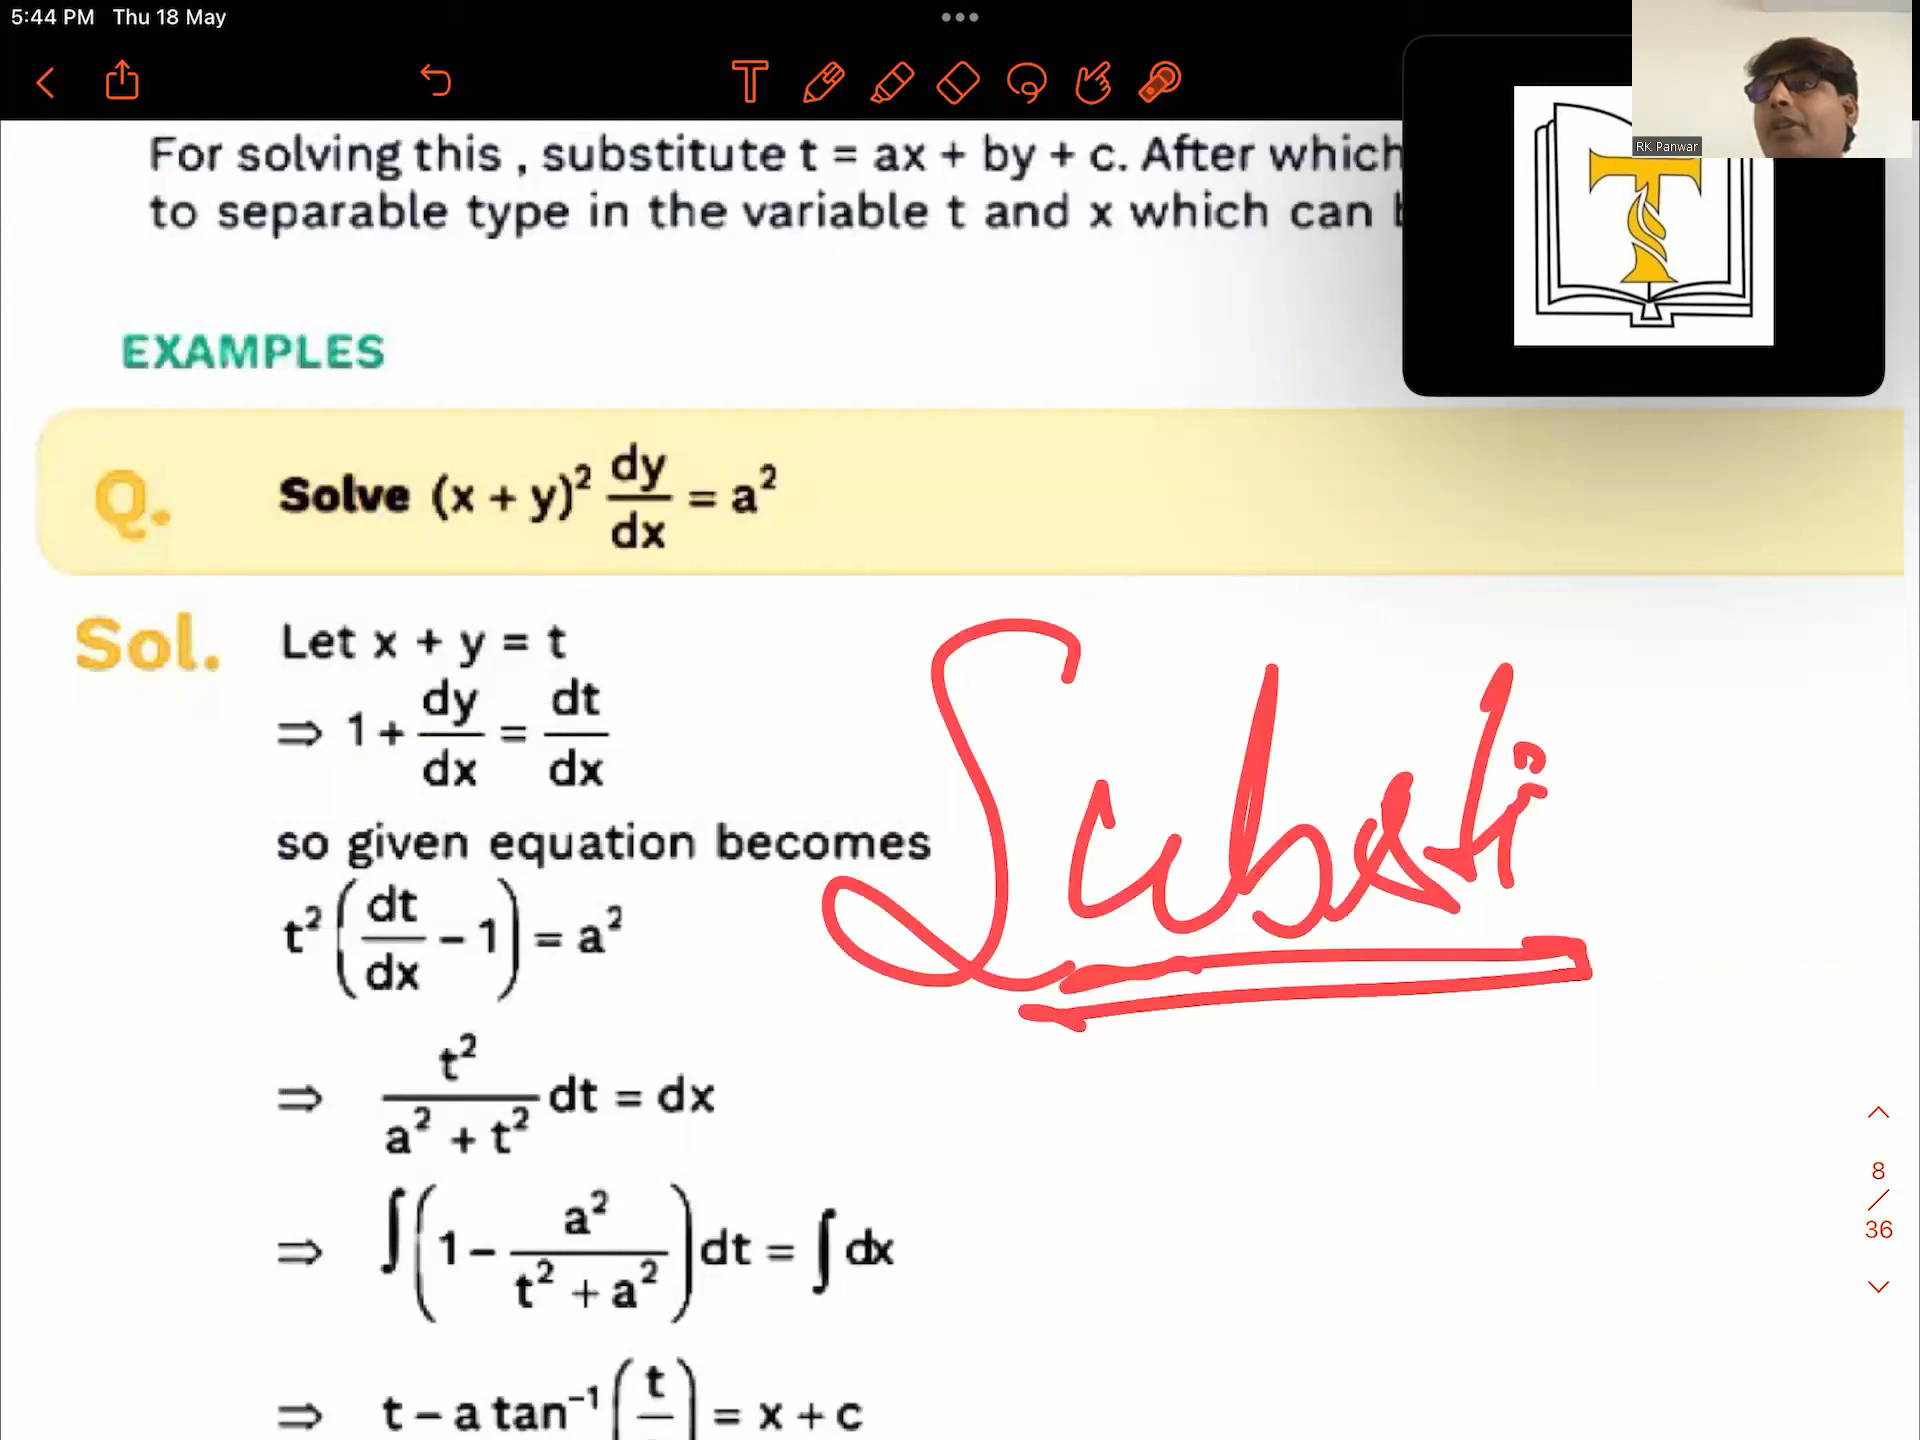 5:44 PM Thu 18 May
RK Panwar
For solving this , substitute t = ax + by + c. After which
to separable type in the variable t and x which can
EXAMPLES
Q. Solve (x + y)² dy/dx = a²
Sol. Let x + y = t
⇒ 1 + dy/dx = dt/dx
so given equation becomes
t² (dt/dx − 1) = a²
⇒ t²/(a² + t²) dt = dx
⇒ ∫(1 − a²/(t² + a²)) dt = ∫dx
⇒ t − a tan⁻¹(t/ ) = x + c
Substi
8
/
36